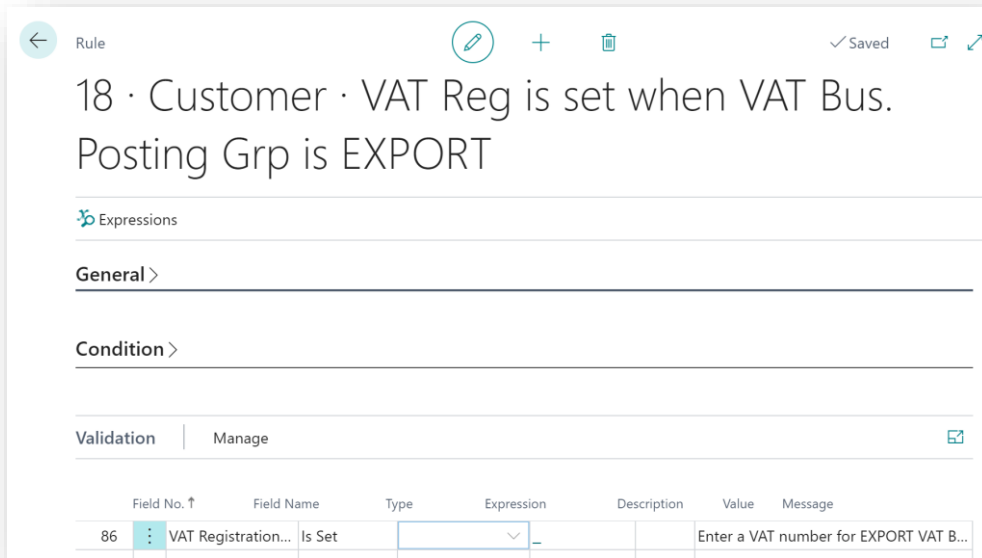 Rule
Saved
18 · Customer · VAT Reg is set when VAT Bus.
Posting Grp is EXPORT
Expressions
General
Condition
Validation Manage
Field No. Field Name Type Expression Description Value Message
86 VAT Registration... Is Set _ Enter a VAT number for EXPORT VAT B...